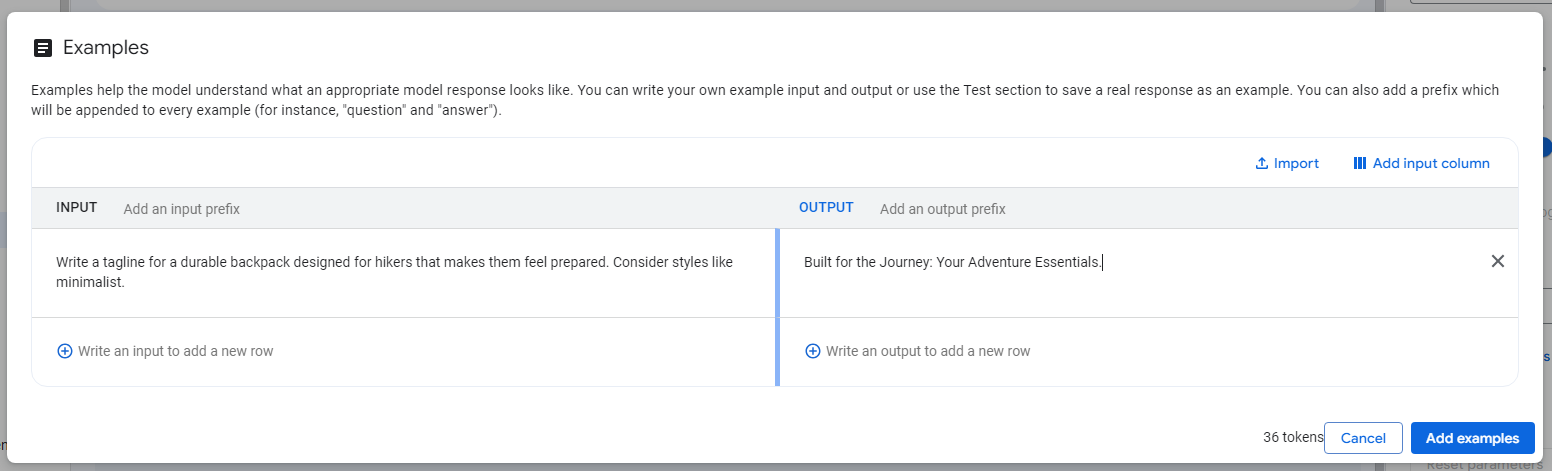 Examples
Examples help the model understand what an appropriate model response looks like. You can write your own example input and output or use the Test section to save a real response as an example. You can also add a prefix which
will be appended to every example (for instance, "question" and "answer").
Import
Add input column
INPUT
Add an input prefix
OUTPUT
Add an output prefix
Write a tagline for a durable backpack designed for hikers that makes them feel prepared. Consider styles like
minimalist.
Built for the Journey: Your Adventure Essentials.
Write an input to add a new row
Write an output to add a new row
36 tokens
Cancel
Add examples
Reset parameters